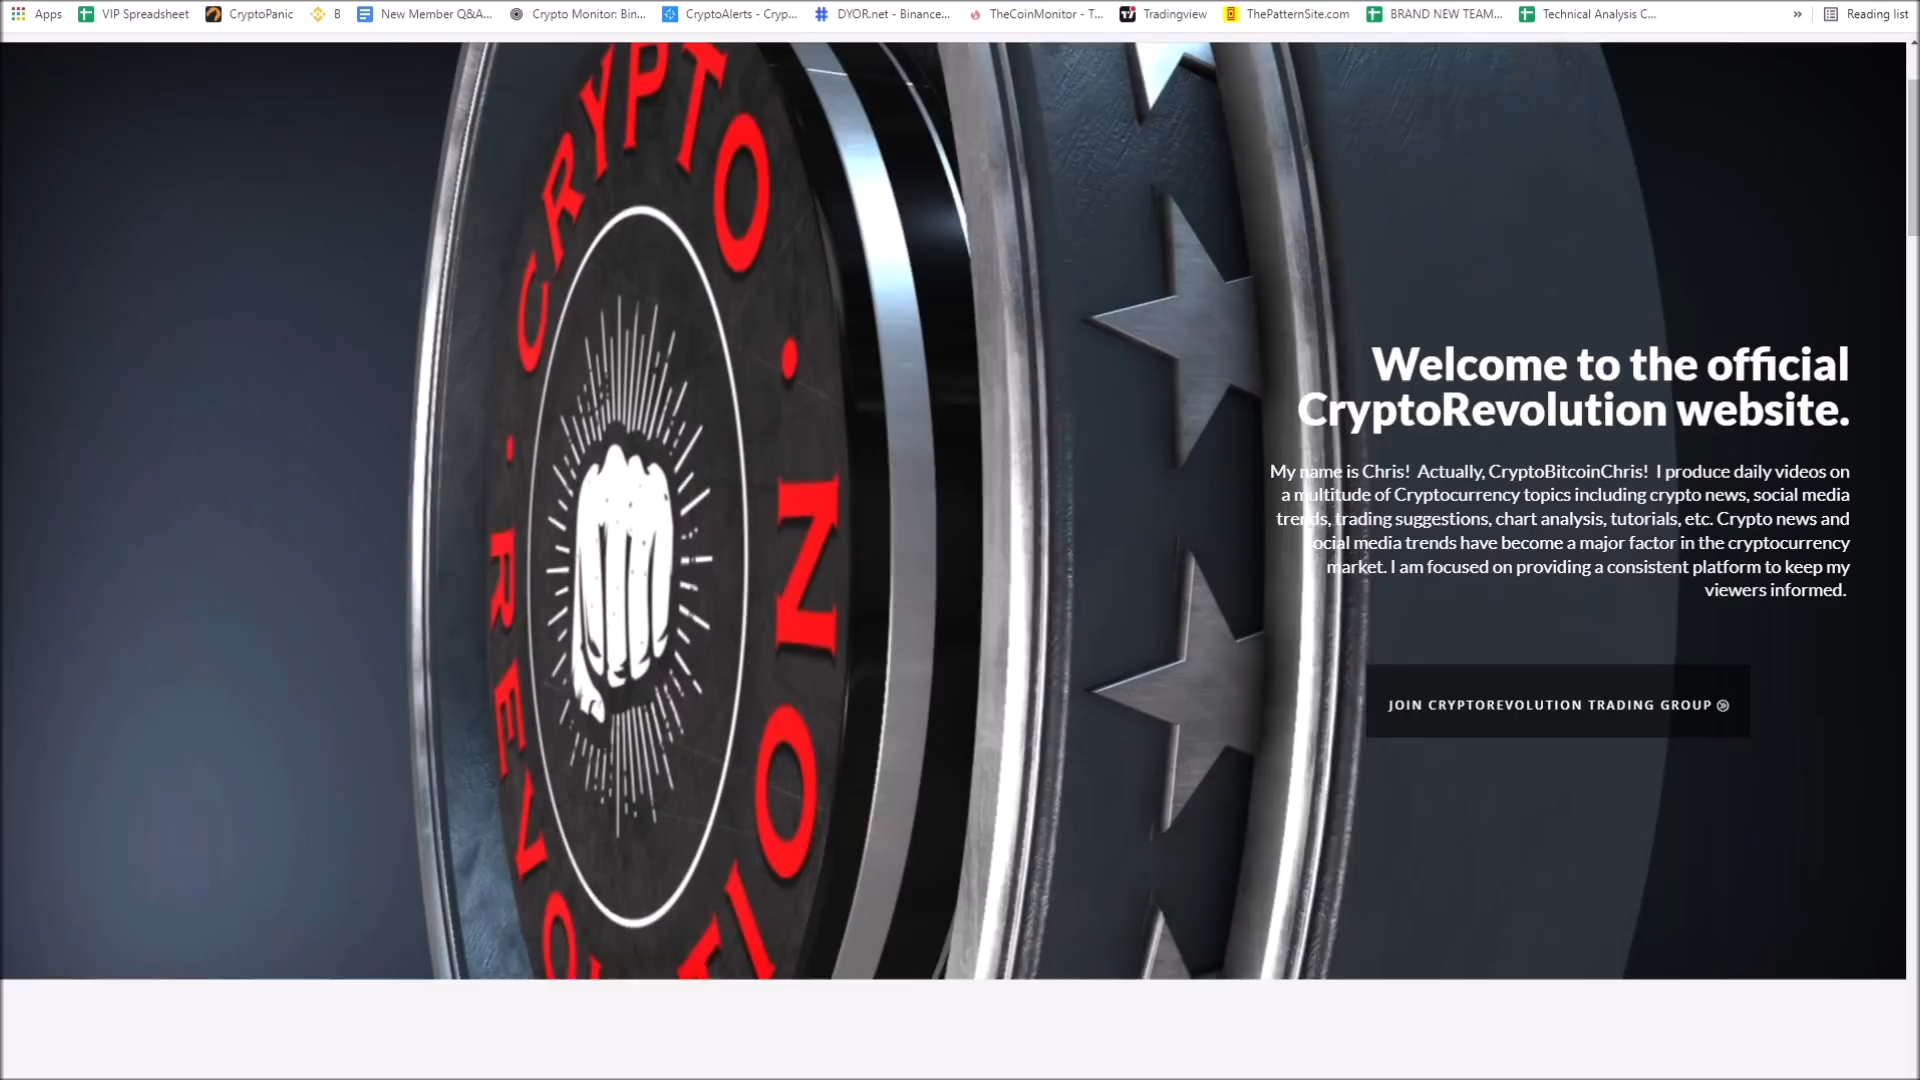 Apps VIP Spreadsheet CryptoPanic B New Member Q&A... Crypto Monitor: Bin... CryptoAlerts - Cryp... DYOR.net - Binance... TheCoinMonitor - T... Tradingview ThePatternSite.com BRAND NEW TEAM... Technical Analysis C... » Reading list
CRYPTO
REVO
ION
Welcome to the official
CryptoRevolution website.
My name is Chris! Actually, CryptoBitcoinChris! I produce daily videos on
a multitude of Cryptocurrency topics including crypto news, social media
trends, trading suggestions, chart analysis, tutorials, etc. Crypto news and
social media trends have become a major factor in the cryptocurrency
market. I am focused on providing a consistent platform to keep my
viewers informed.
JOIN CRYPTOREVOLUTION TRADING GROUP